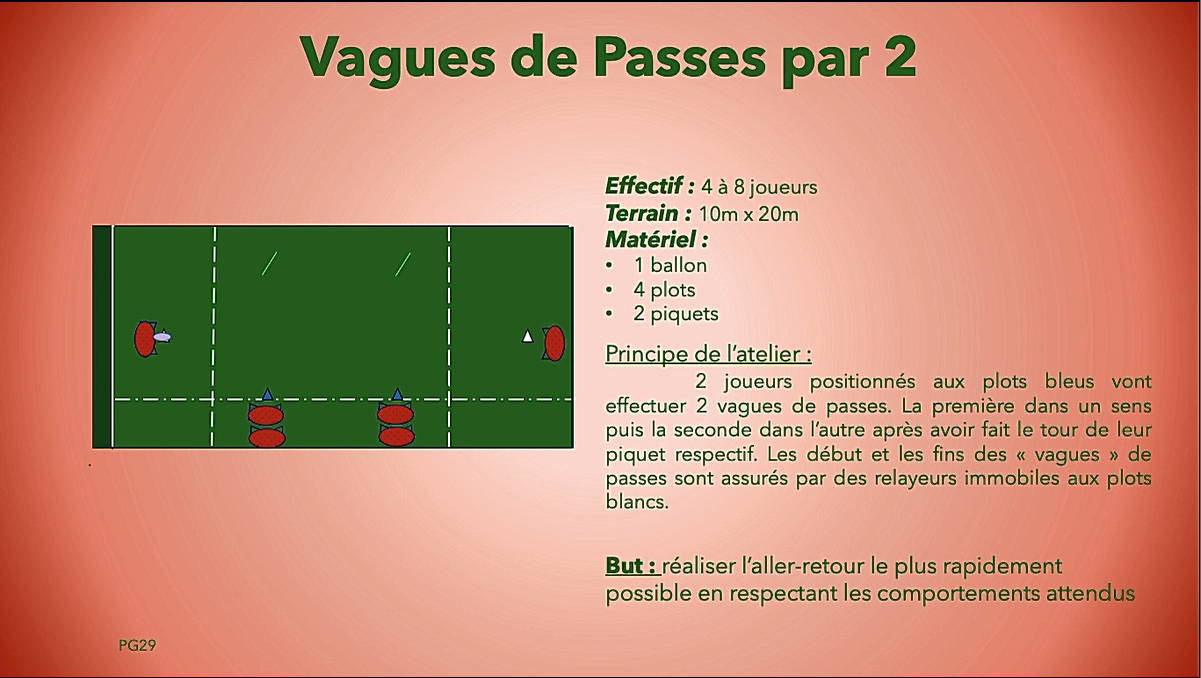 Vagues de Passes par 2
Effectif : 4 à 8 joueurs
Terrain : 10m x 20m
Matériel :
• 1 ballon
• 4 plots
• 2 piquets
Principe de l’atelier :
2 joueurs positionnés aux plots bleus vont
effectuer 2 vagues de passes. La première dans un sens
puis la seconde dans l’autre après avoir fait le tour de leur
piquet respectif. Les début et les fins des « vagues » de
passes sont assurés par des relayeurs immobiles aux plots
blancs.
But : réaliser l’aller-retour le plus rapidement
possible en respectant les comportements attendus
PG29